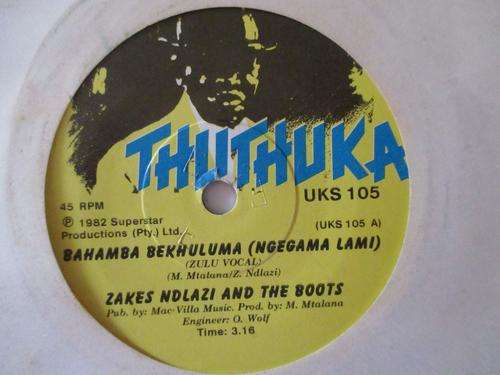 THUTHUKA
UKS 105
45 RPM
℗ 1982 Superstar
Productions (Pty.) Ltd.
(UKS 105 A)
BAHAMBA BEKHULUMA (NGEGAMA LAMI)
(ZULU VOCAL)
(M. Mtalana/Z. Ndlazi)
ZAKES NDLAZI AND THE BOOTS
Pub. by: Mac Villa Music. Prod. by: M. Mtalana
Engineer: O. Wolf
Time: 3.16